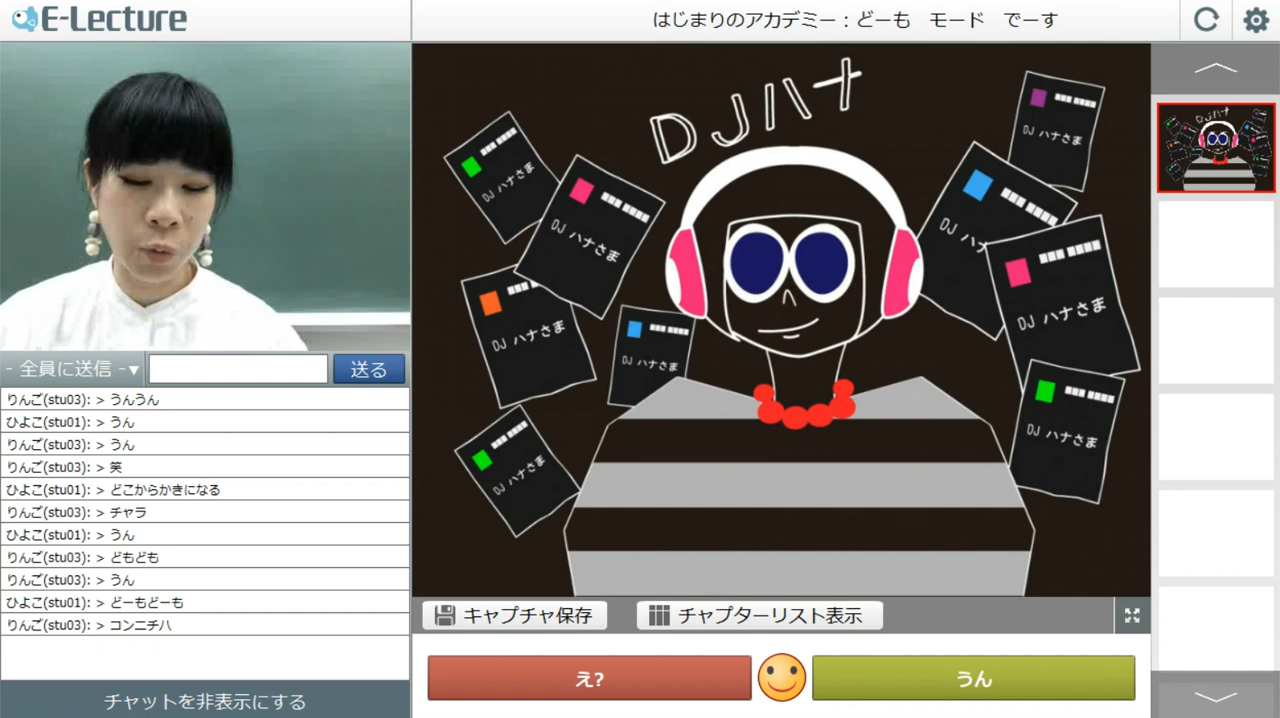 E-Lecture
はじまりのアカデミー：どーも　モード　でーす
DJハナ
DJ ハナさま
DJ ハナさま
DJ ハナさま
DJ ハナさま
DJ ハナさま
DJ ハナさま
DJ ハナ
DJ ハナさま
DJ ハナさま
- 全員に送信 -▼
送る
りんご(stu03): > うんうん
ひよこ(stu01): > うん
りんご(stu03): > うん
りんご(stu03): > 笑
ひよこ(stu01): > どこからかきになる
りんご(stu03): > チャラ
ひよこ(stu01): > うん
りんご(stu03): > どもども
りんご(stu03): > うん
ひよこ(stu01): > どーもどーも
りんご(stu03): > コンニチハ
チャットを非表示にする
キャプチャ保存
チャプターリスト表示
え?
うん